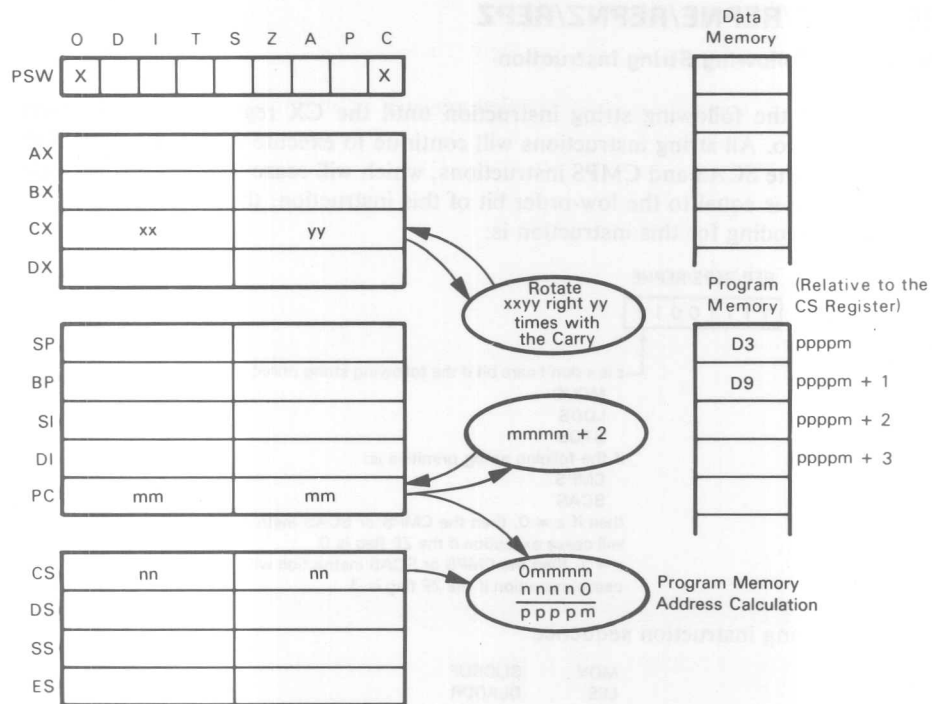 Data
Memory
O D I T S Z A P C
PSW X X
AX
BX
CX xx yy
DX
Rotate
xxyy right yy
times with
the Carry
Program
Memory
(Relative to the
CS Register)
SP
D3 ppppm
BP
D9 ppppm + 1
SI
ppppm + 2
mmmm + 2
DI
ppppm + 3
PC mm mm
CS nn nn
DS
SS
ES
0mmmm
nnnn0
ppppm
Program Memory
Address Calculation